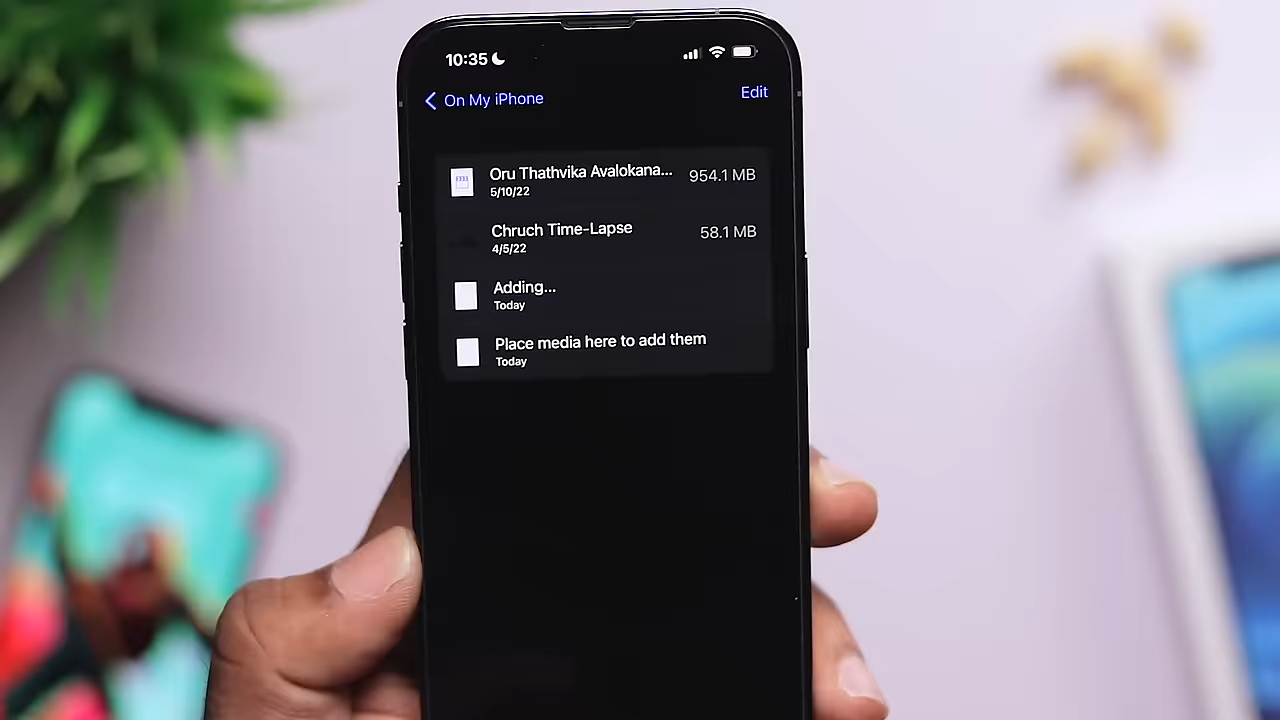 10:35
On My iPhone
Edit
Oru Thathvika Avalokana... 954.1 MB
5/10/22
Chruch Time-Lapse 58.1 MB
4/5/22
Adding...
Today
Place media here to add them
Today